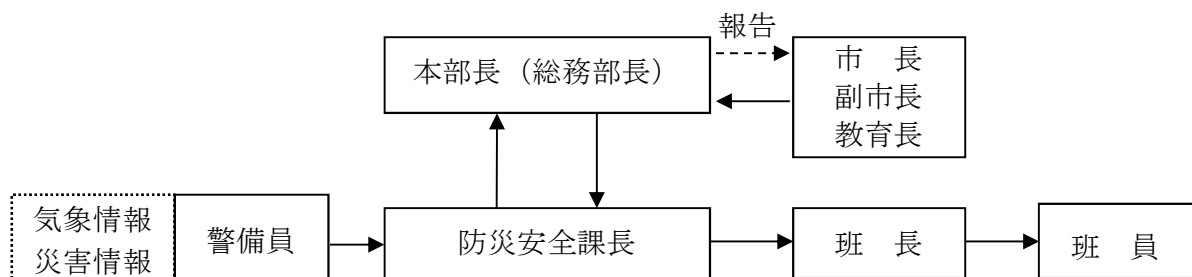 報告
本部長（総務部長）
市　長
副市長
教育長
気象情報
災害情報
警備員
防災安全課長
班　長
班　員